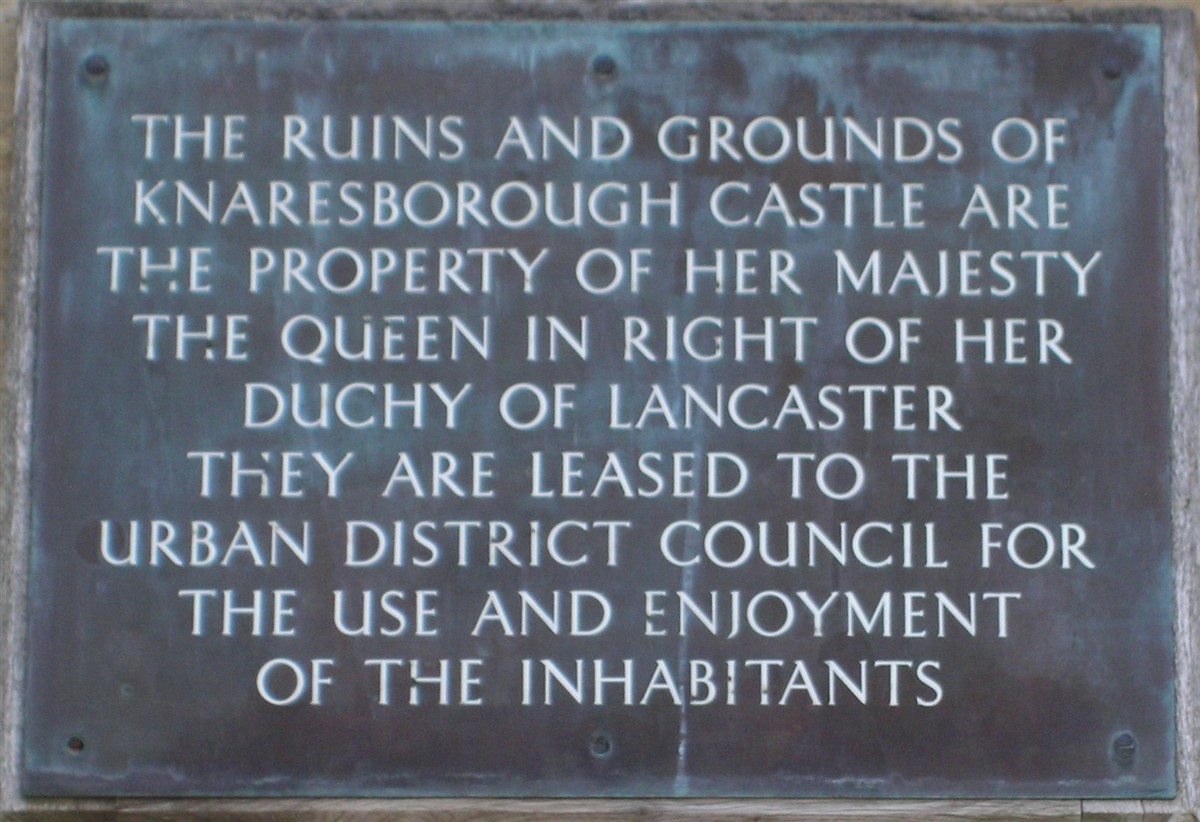 THE RUINS AND GROUNDS OF
KNARESBOROUGH CASTLE ARE
THE PROPERTY OF HER MAJESTY
THE QUEEN IN RIGHT OF HER
DUCHY OF LANCASTER
THEY ARE LEASED TO THE
URBAN DISTRICT COUNCIL FOR
THE USE AND ENJOYMENT
OF THE INHABITANTS